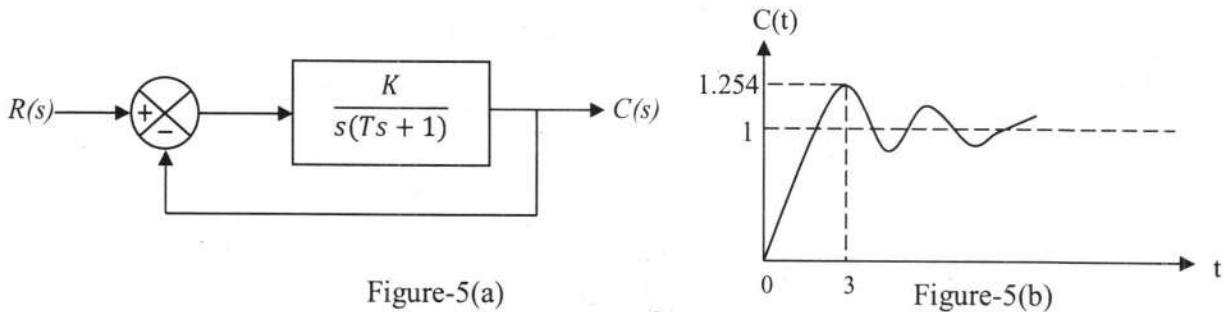 R(s)
+
−
K
s(Ts + 1)
C(s)
Figure-5(a)
C(t)
1.254
1
0
3
t
Figure-5(b)